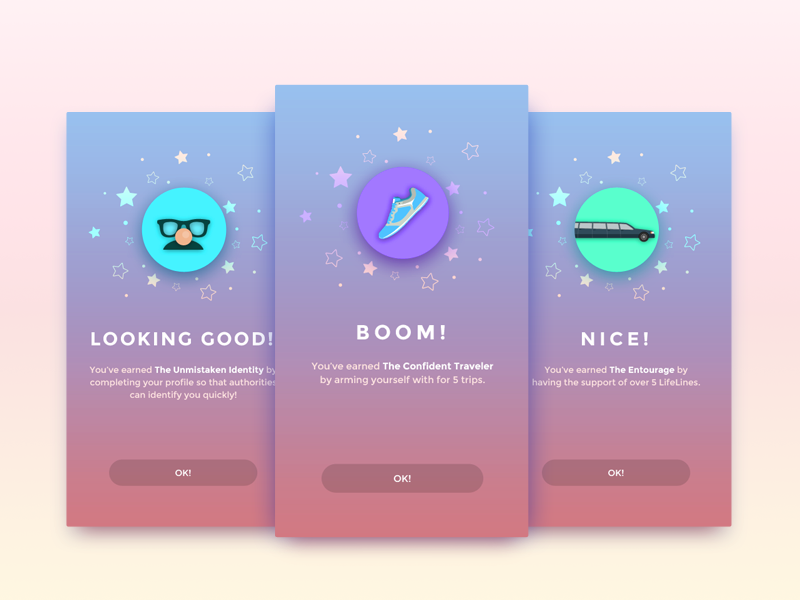 LOOKING GOOD!
You've earned The Unmistaken Identity by
completing your profile so that authorities
can identify you quickly!
OK!
BOOM!
You've earned The Confident Traveler
by arming yourself with for 5 trips.
OK!
NICE!
You've earned The Entourage by
having the support of over 5 LifeLines.
OK!